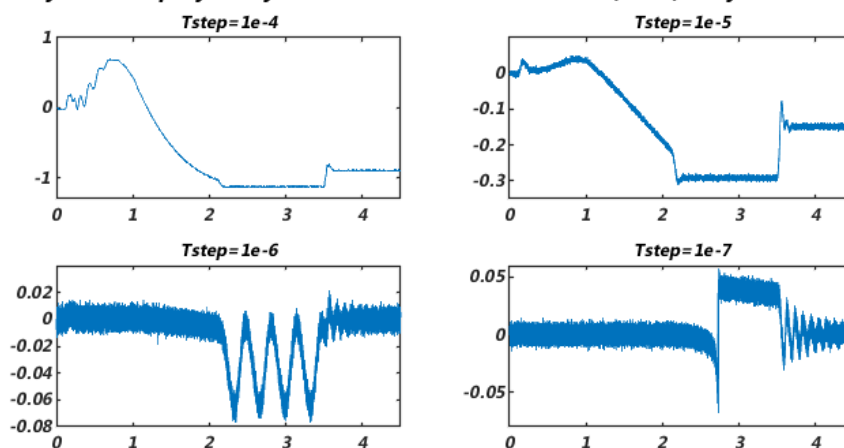 Tstep=1e-4
1
0
-1
0 1 2 3 4
Tstep=1e-5
0
-0.1
-0.2
-0.3
0 1 2 3 4
Tstep=1e-6
0.02
0
-0.02
-0.04
-0.06
-0.08
0 1 2 3 4
Tstep=1e-7
0.05
0
-0.05
0 1 2 3 4